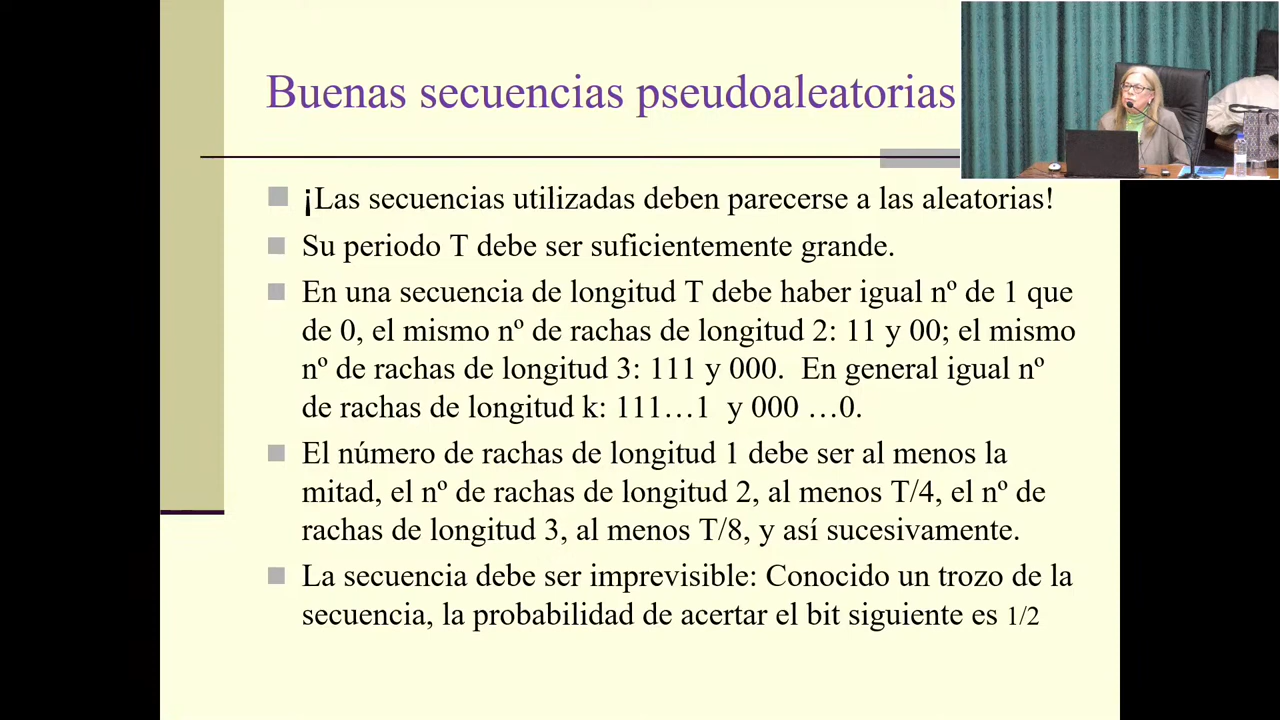 Buenas secuencias pseudoaleatorias
¡Las secuencias utilizadas deben parecerse a las aleatorias!
Su periodo T debe ser suficientemente grande.
En una secuencia de longitud T debe haber igual nº de 1 que
de 0, el mismo nº de rachas de longitud 2: 11 y 00; el mismo
nº de rachas de longitud 3: 111 y 000.  En general igual nº
de rachas de longitud k: 111…1  y 000 …0.
El número de rachas de longitud 1 debe ser al menos la
mitad, el nº de rachas de longitud 2, al menos T/4, el nº de
rachas de longitud 3, al menos T/8, y así sucesivamente.
La secuencia debe ser imprevisible: Conocido un trozo de la
secuencia, la probabilidad de acertar el bit siguiente es 1/2